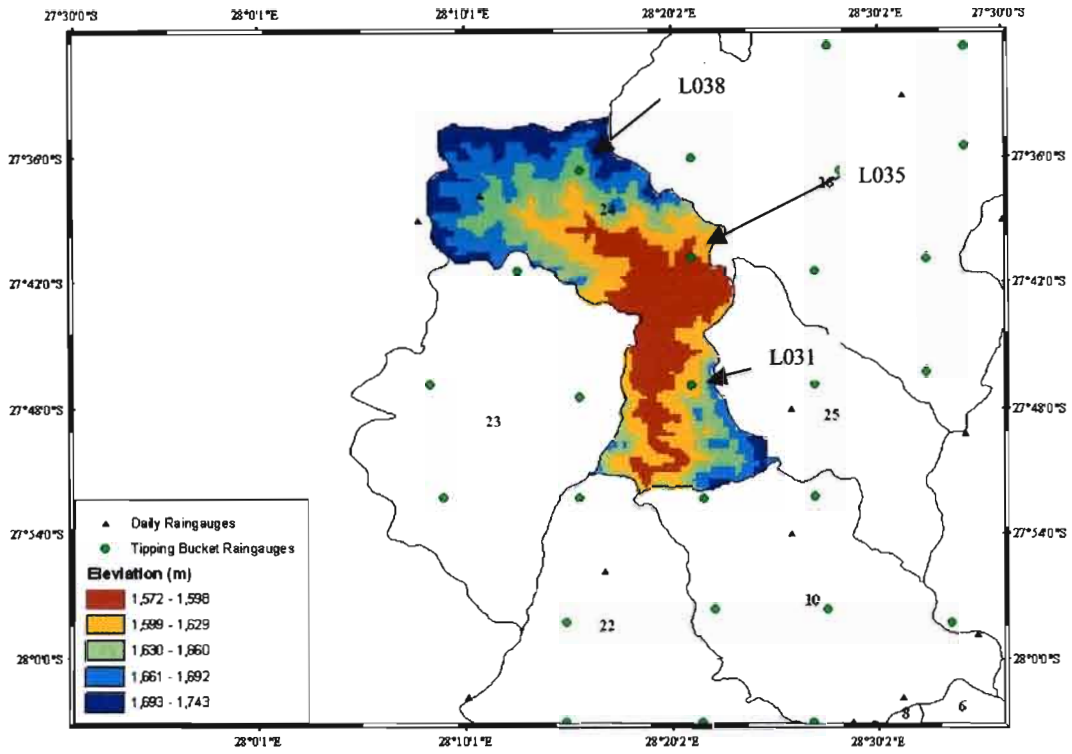 27°30'0"S 28°0'1"E 28°10'1"E 28°20'2"E 28°30'2"E 27°30'0"S
L038
27°36'0"S 27°36'0"S
L035
24
27°42'0"S 27°42'0"S
L031
27°48'0"S 23 25 27°48'0"S
27°54'0"S 27°54'0"S
Daily Raingauges
Tipping Bucket Raingauges
Eleviation (m)
1,572 - 1,598
1,599 - 1,629
1,630 - 1,660
1,661 - 1,692
1,693 - 1,743
10
22
28°0'0"S 28°0'0"S
8 6
28°0'1"E 28°10'1"E 28°20'2"E 28°30'2"E